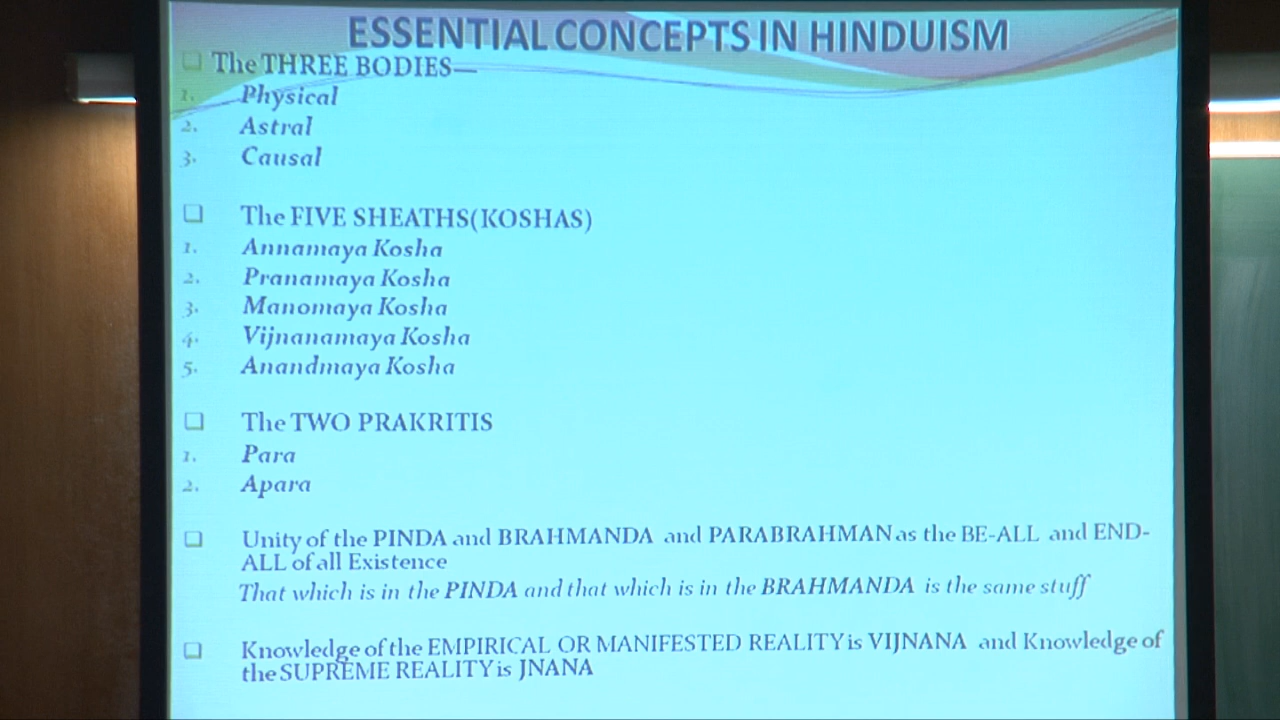 ESSENTIAL CONCEPTS IN HINDUISM
❑ The THREE BODIES—
1. Physical
2. Astral
3. Causal
❑ The FIVE SHEATHS(KOSHAS)
1. Annamaya Kosha
2. Pranamaya Kosha
3. Manomaya Kosha
4. Vijnanamaya Kosha
5. Anandmaya Kosha
❑ The TWO PRAKRITIS
1. Para
2. Apara
❑ Unity of the PINDA and BRAHMANDA and PARABRAHMAN as the BE-ALL and END-
ALL of all Existence
That which is in the PINDA and that which is in the BRAHMANDA is the same stuff
❑ Knowledge of the EMPIRICAL OR MANIFESTED REALITY is VIJNANA and Knowledge of
the SUPREME REALITY is JNANA